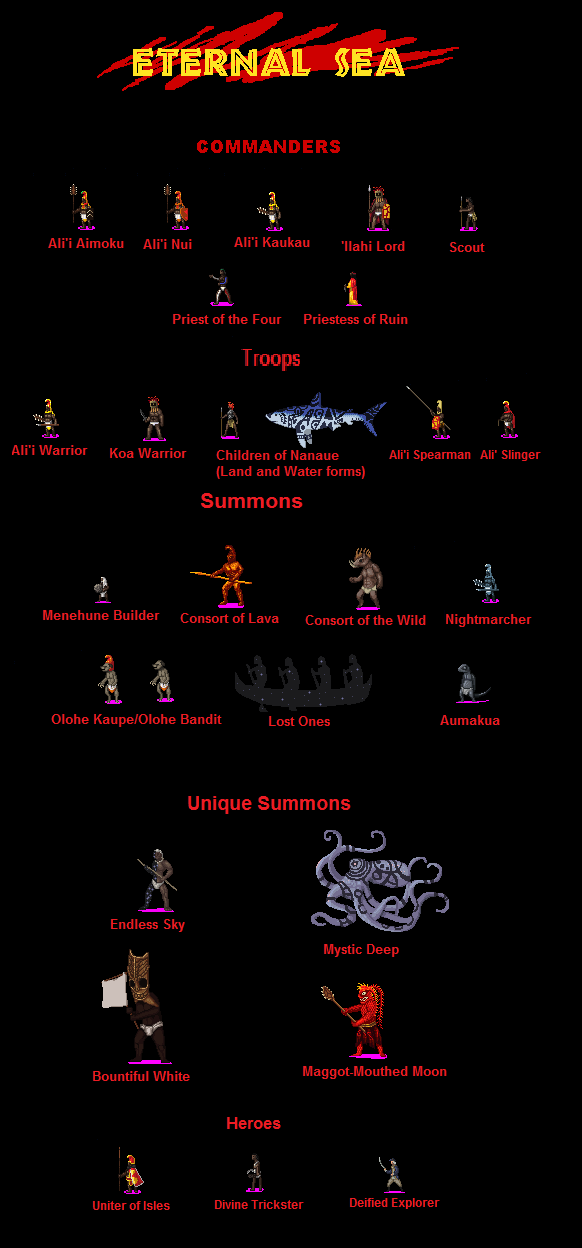 ETERNAL SEA
COMMANDERS
Ali'i Aimoku
Ali'i Nui
Ali'i Kaukau
'Ilahi Lord
Scout
Priest of the Four
Priestess of Ruin
Troops
Ali'i Warrior
Koa Warrior
Children of Nanaue
(Land and Water forms)
Ali'i Spearman
Ali' Slinger
Summons
Menehune Builder
Consort of Lava
Consort of the Wild
Nightmarcher
Olohe Kaupe/Olohe Bandit
Lost Ones
Aumakua
Unique Summons
Endless Sky
Mystic Deep
Bountiful White
Maggot-Mouthed Moon
Heroes
Uniter of Isles
Divine Trickster
Deified Explorer